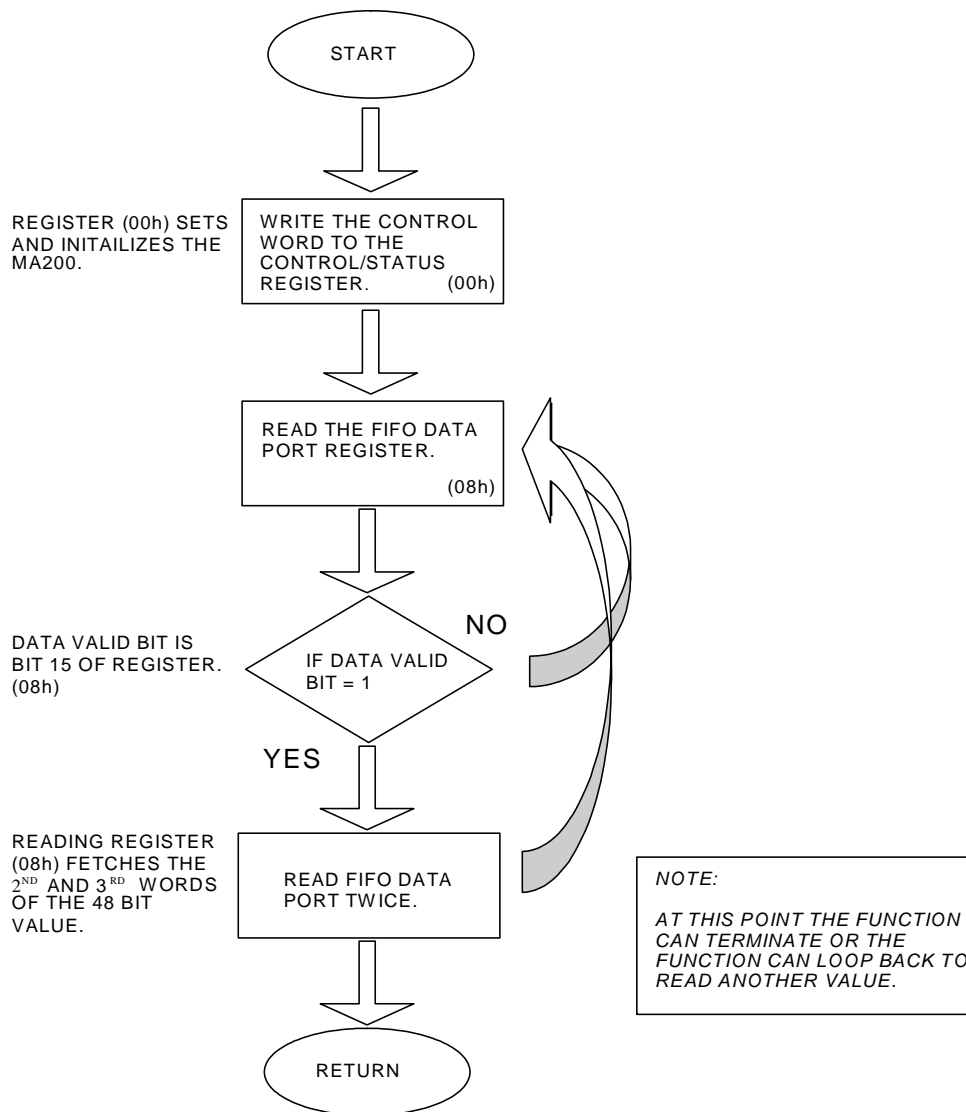 START
REGISTER (00h) SETS
AND INITAILIZES THE
MA200.
WRITE THE CONTROL
WORD TO THE
CONTROL/STATUS
REGISTER. (00h)
READ THE FIFO DATA
PORT REGISTER.
(08h)
DATA VALID BIT IS
BIT 15 OF REGISTER.
(08h)
IF DATA VALID
BIT = 1
NO
YES
READING REGISTER
(08h) FETCHES THE
2ND AND 3RD WORDS
OF THE 48 BIT
VALUE.
READ FIFO DATA
PORT TWICE.
NOTE:
AT THIS POINT THE FUNCTION
CAN TERMINATE OR THE
FUNCTION CAN LOOP BACK TO
READ ANOTHER VALUE.
RETURN